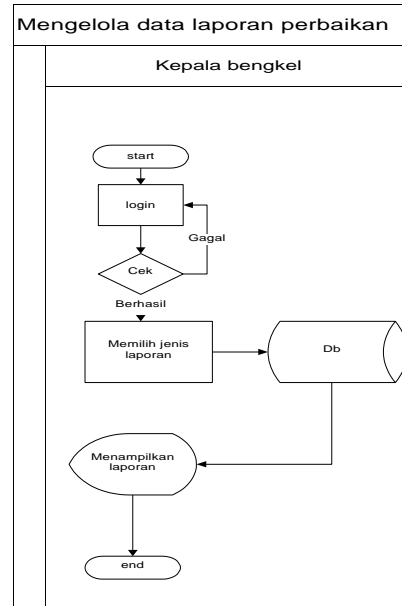 Mengelola data laporan perbaikan
Kepala bengkel
start
login
Gagal
Cek
Berhasil
Memilih jenis
laporan
Db
Menampilkan
laporan
end